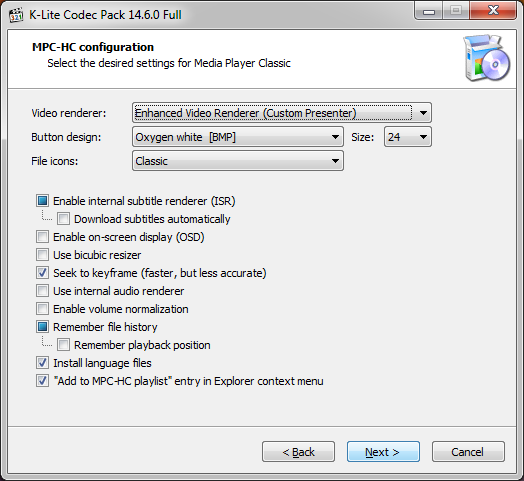 K-Lite Codec Pack 14.6.0 Full
MPC-HC configuration
Select the desired settings for Media Player Classic
Video renderer: Enhanced Video Renderer (Custom Presenter)
Button design: Oxygen white [BMP] Size: 24
File icons: Classic
Enable internal subtitle renderer (ISR)
Download subtitles automatically
Enable on-screen display (OSD)
Use bicubic resizer
Seek to keyframe (faster, but less accurate)
Use internal audio renderer
Enable volume normalization
Remember file history
Remember playback position
Install language files
"Add to MPC-HC playlist" entry in Explorer context menu
< Back Next > Cancel